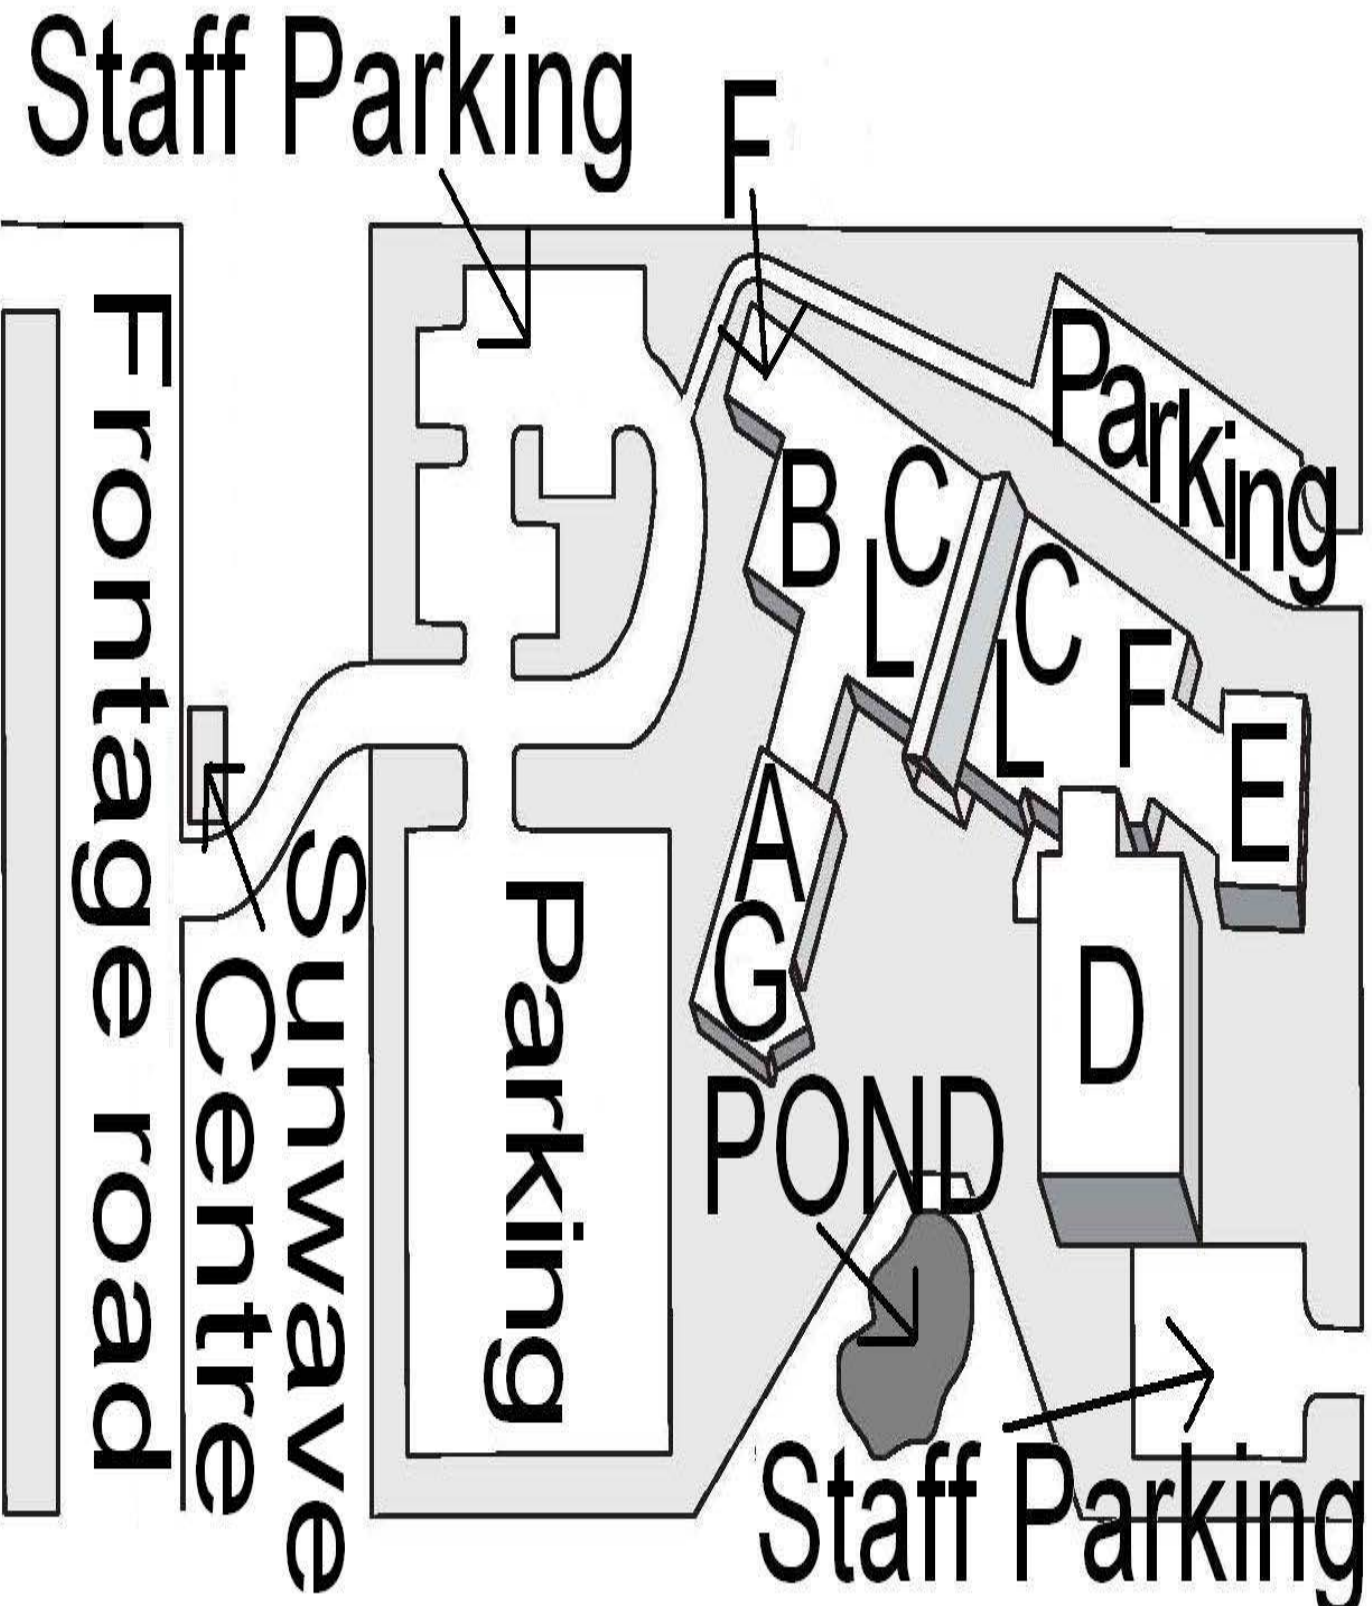 Staff Parking
F
Frontage road
Parking
B
C
L
C
L
F
E
A
G
D
Sunwave
Centre
Parking
POND
Staff Parking